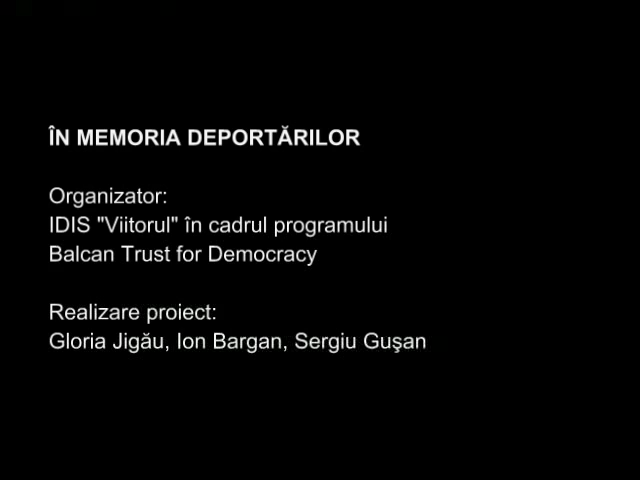 ÎN MEMORIA DEPORTĂRILOR
Organizator:
IDIS "Viitorul" în cadrul programului
Balcan Trust for Democracy
Realizare proiect:
Gloria Jigău, Ion Bargan, Sergiu Guşan